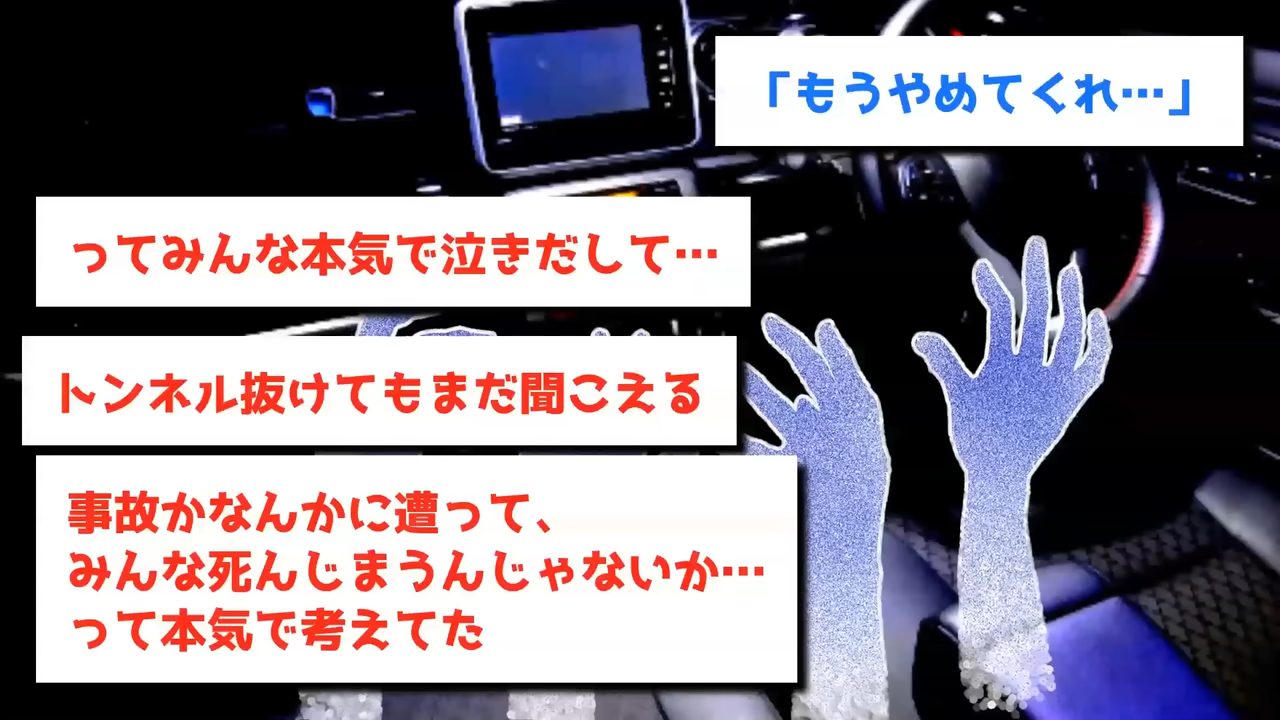 「もうやめてくれ…」
ってみんな本気で泣きだして…
トンネル抜けてもまだ聞こえる
事故かなんかに遭って、
みんな死んじまうんじゃないか…
って本気で考えてた